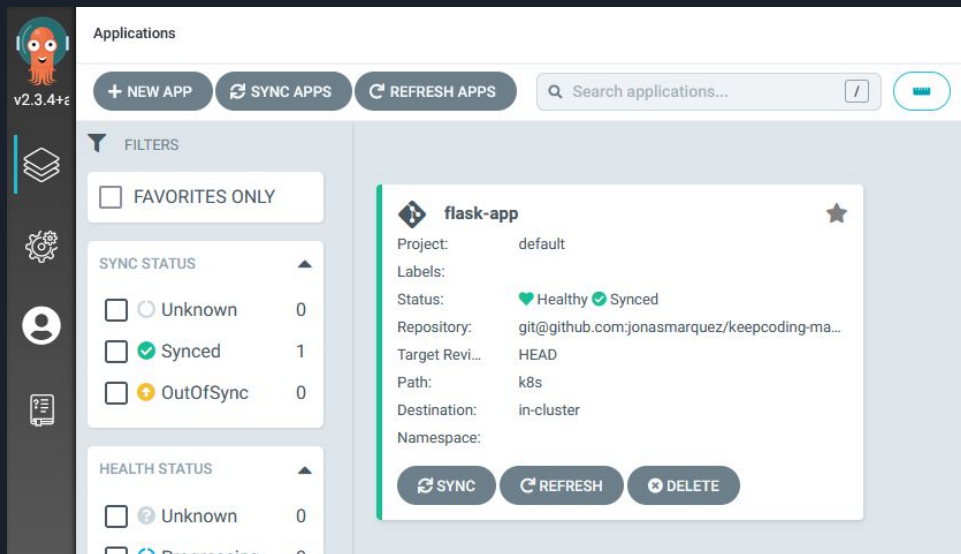 Applications
v2.3.4+a
NEW APP
SYNC APPS
REFRESH APPS
Search applications...
/
FILTERS
FAVORITES ONLY
SYNC STATUS
Unknown 0
Synced 1
OutOfSync 0
HEALTH STATUS
Unknown 0
flask-app
Project: default
Labels:
Status: Healthy Synced
Repository: git@github.com:jonasmarquez/keepcoding-ma...
Target Revi... HEAD
Path: k8s
Destination: in-cluster
Namespace:
SYNC
REFRESH
DELETE